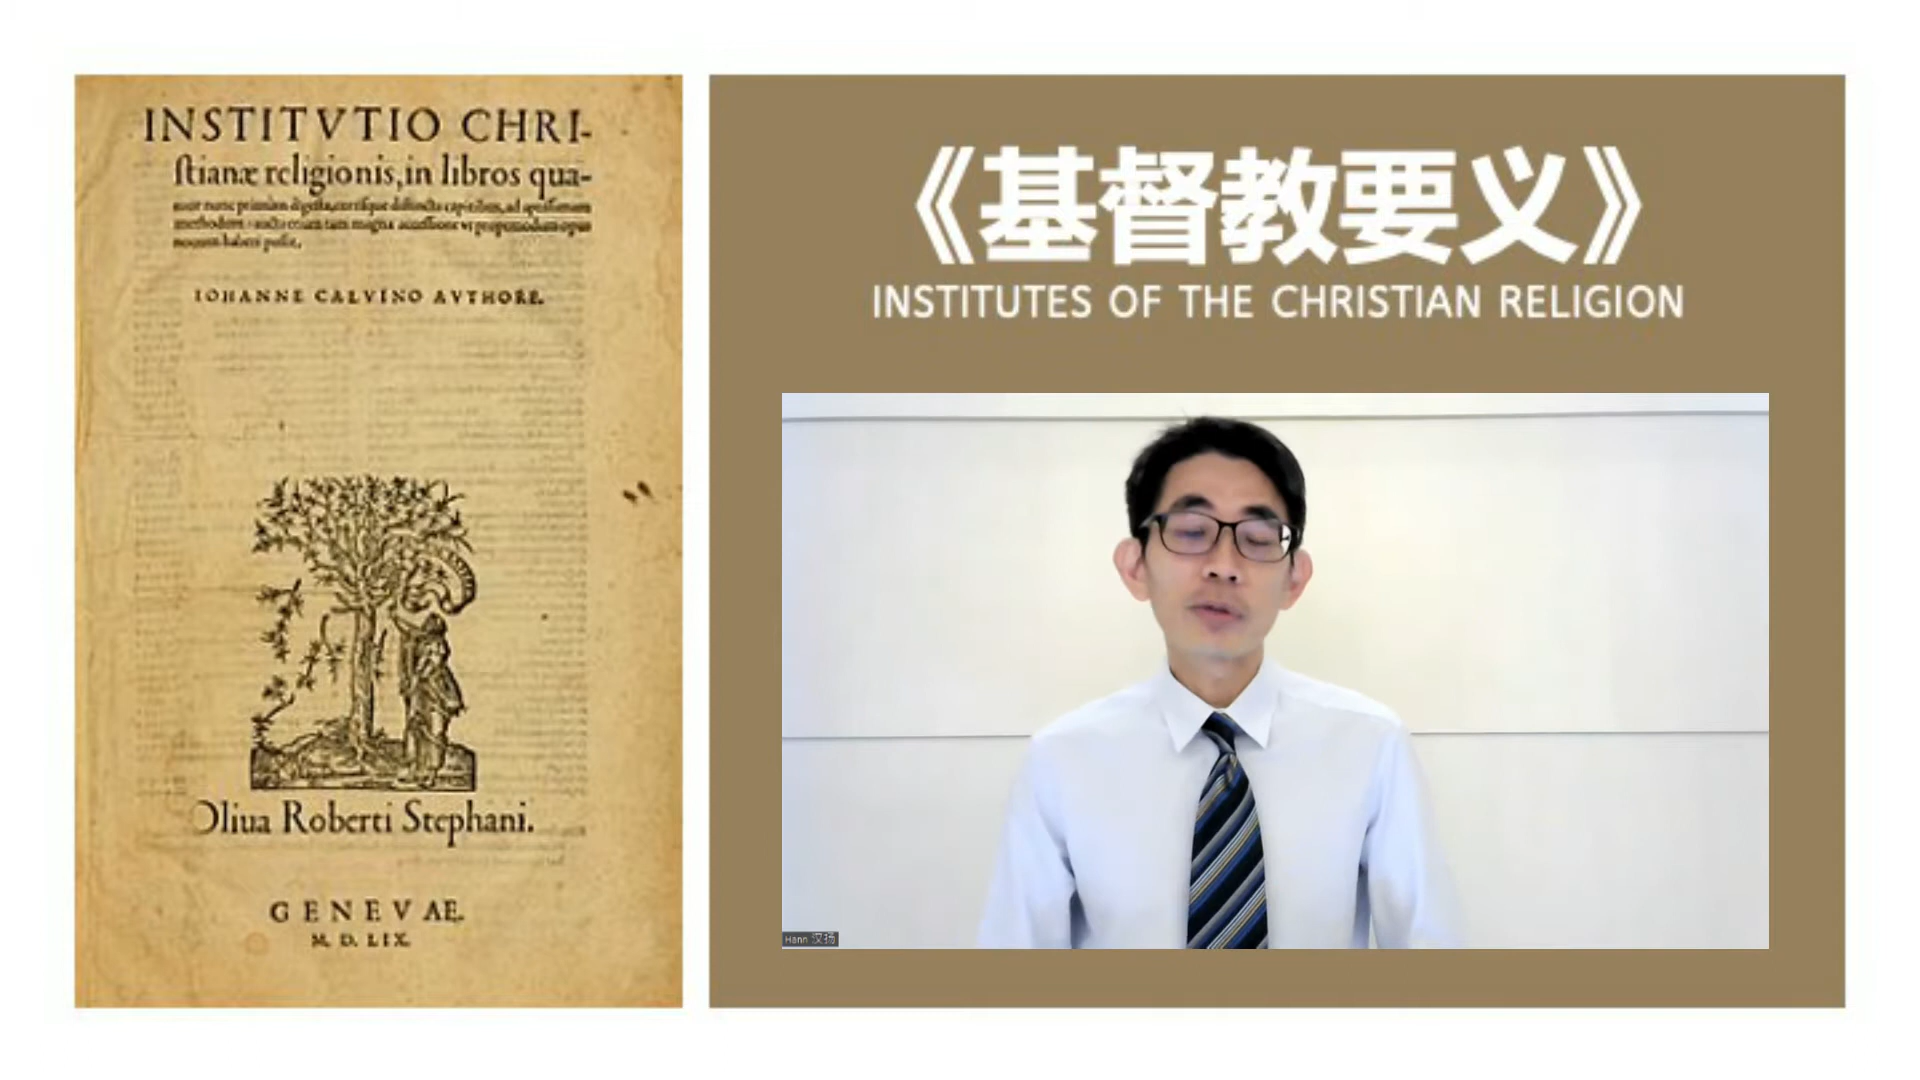 INSTITVTIO CHRI-
stianæ religionis, in libros qua-
IOHANNE CALVINO AVTHORE.
Oliua Roberti Stephani.
GENEVAE.
M. D. LIX.
《基督教要义》
INSTITUTES OF THE CHRISTIAN RELIGION
Hann 汉扬